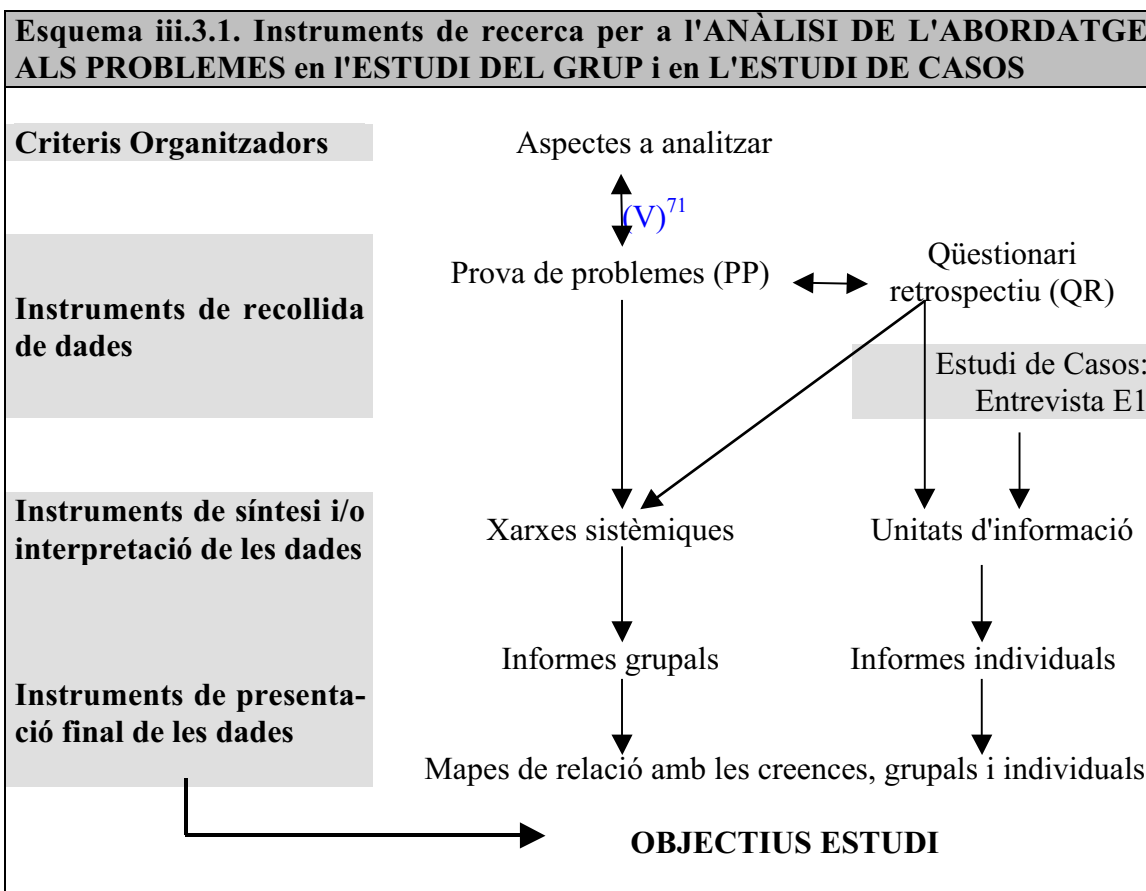 Esquema iii.3.1. Instruments de recerca per a l'ANÀLISI DE L'ABORDATGE
ALS PROBLEMES en l'ESTUDI DEL GRUP i en L'ESTUDI DE CASOS
Criteris Organitzadors
Aspectes a analitzar
(V)71
Instruments de recollida
de dades
Prova de problemes (PP)
Qüestionari
retrospectiu (QR)
Estudi de Casos:
Entrevista E1
Instruments de síntesi i/o
interpretació de les dades
Xarxes sistèmiques
Unitats d'informació
Informes grupals
Informes individuals
Instruments de presenta-
ció final de les dades
Mapes de relació amb les creences, grupals i individuals
OBJECTIUS ESTUDI